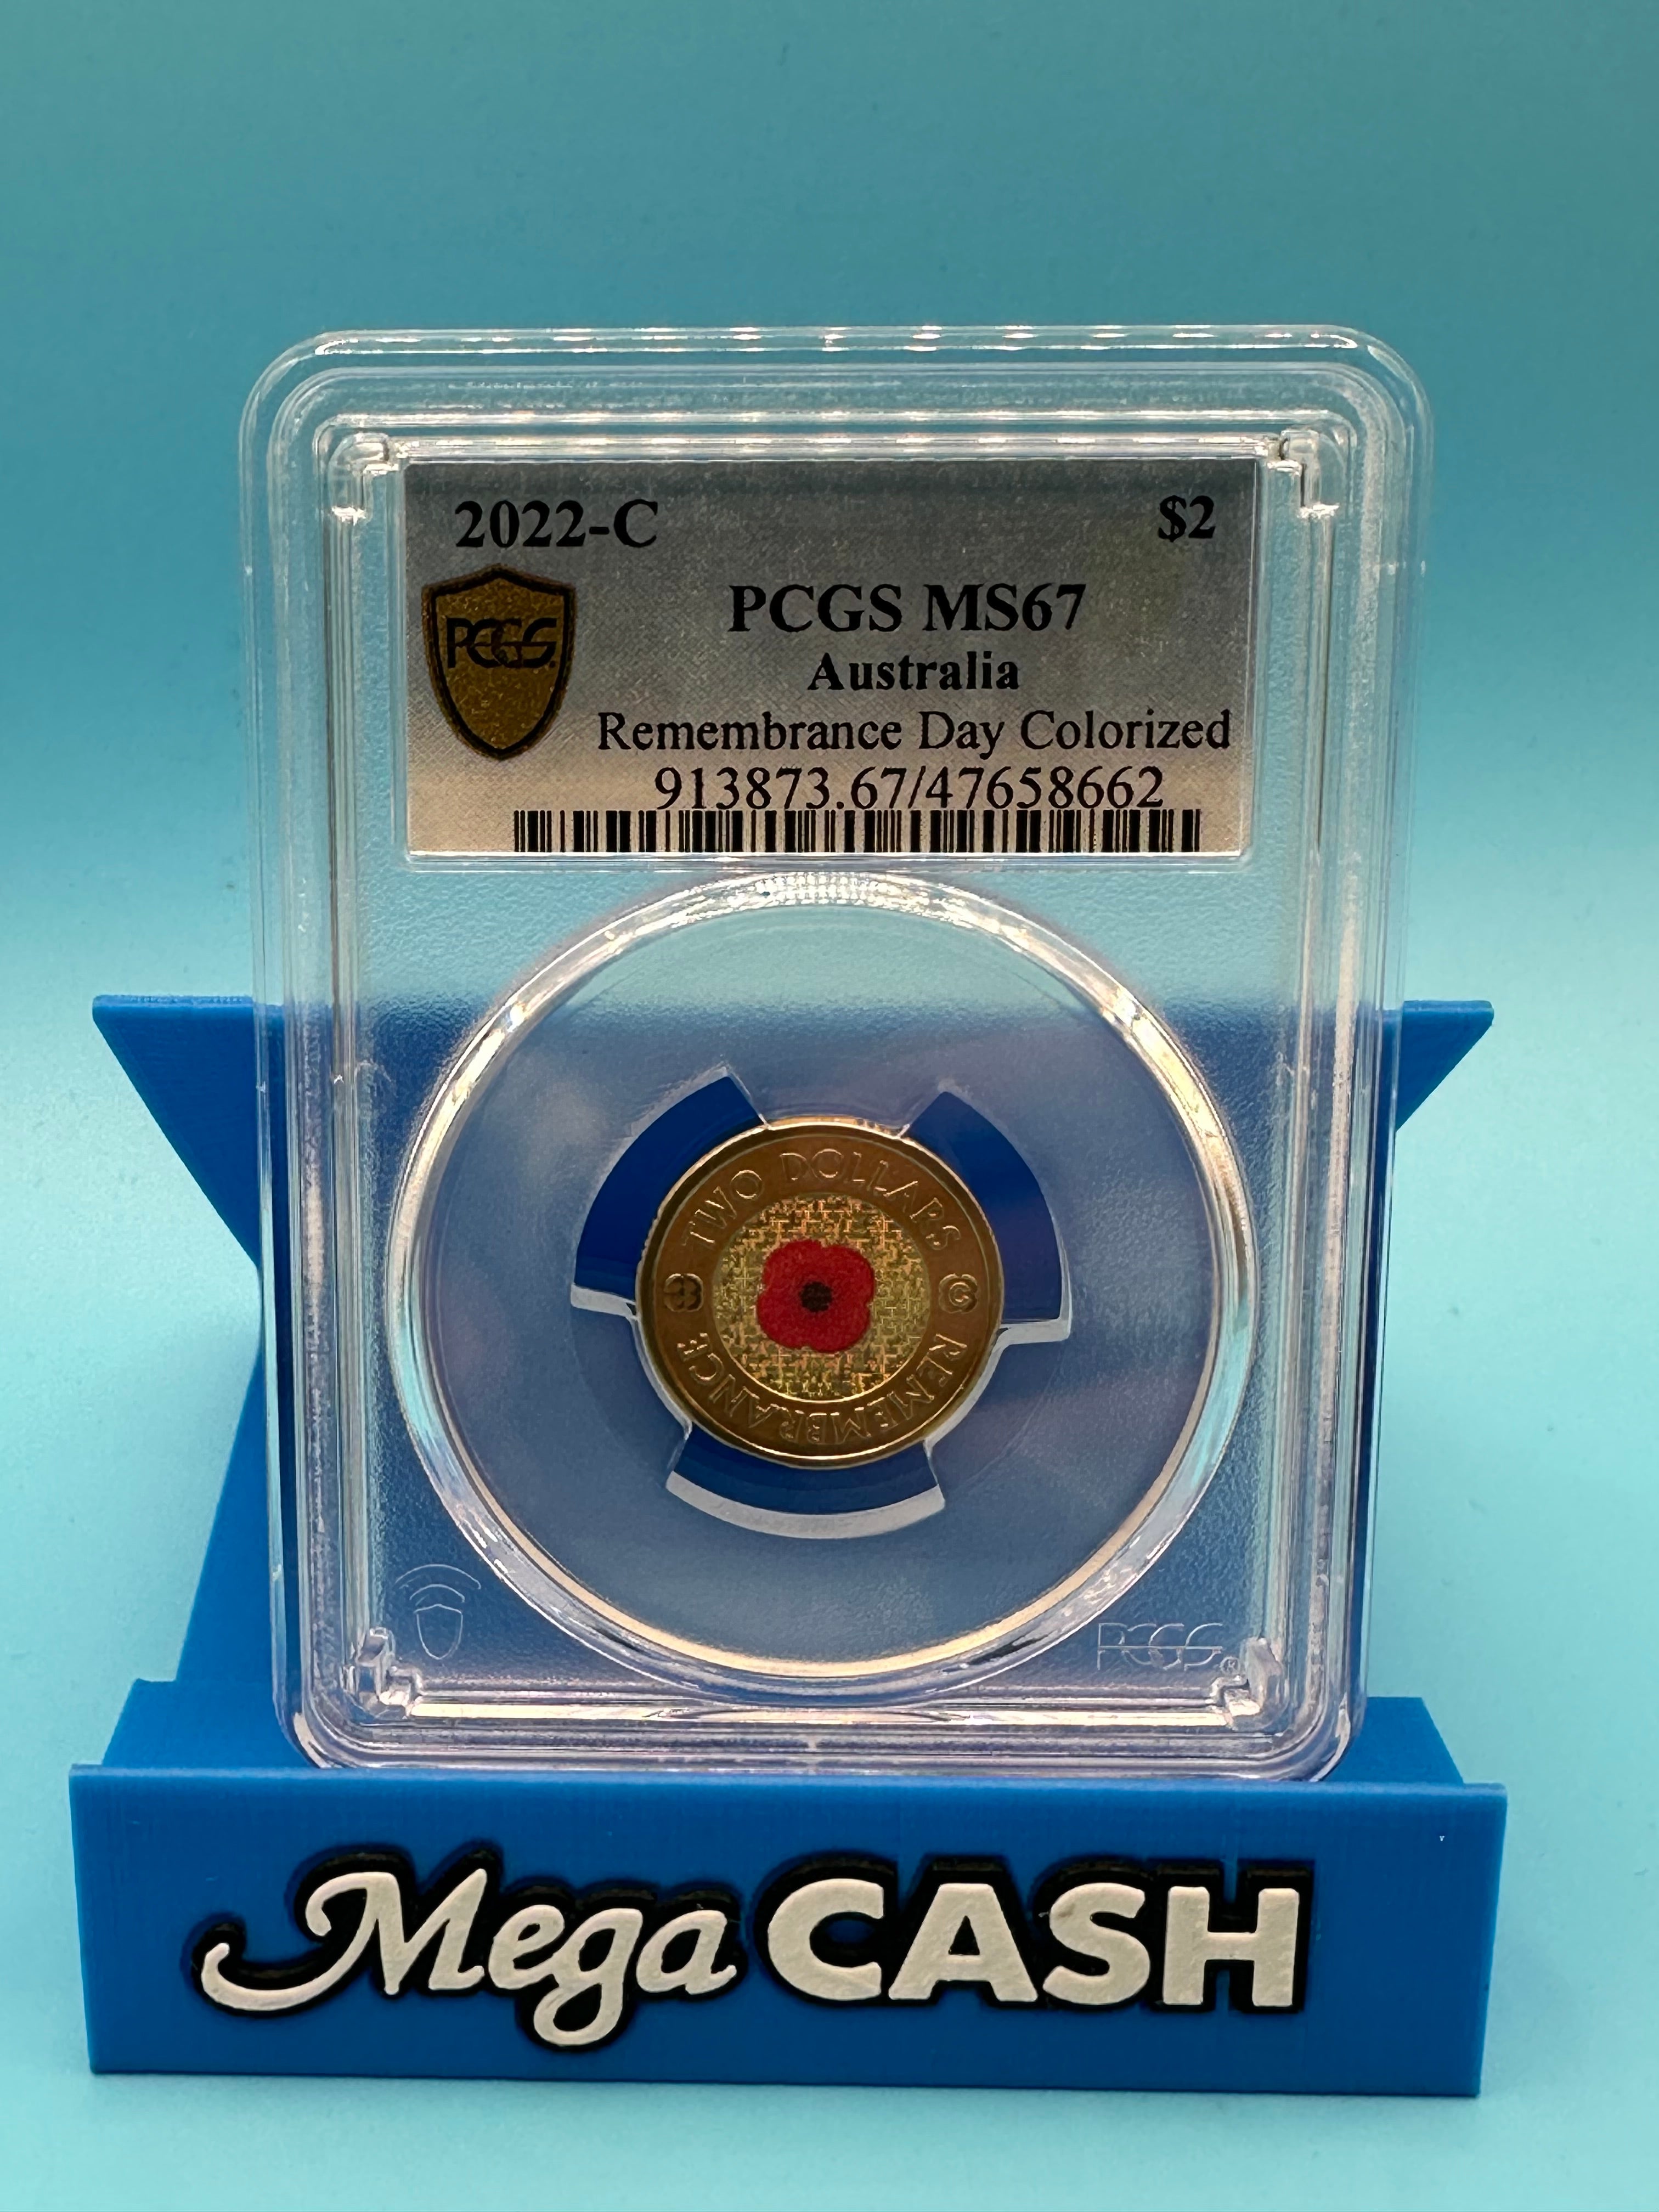 2022-C $2
PCGS MS67
PCGS
Australia
Remembrance Day Colorized
913873.67/47658662
TWO DOLLARS
C
REMEMBRANCE
PCGS
Mega CASH